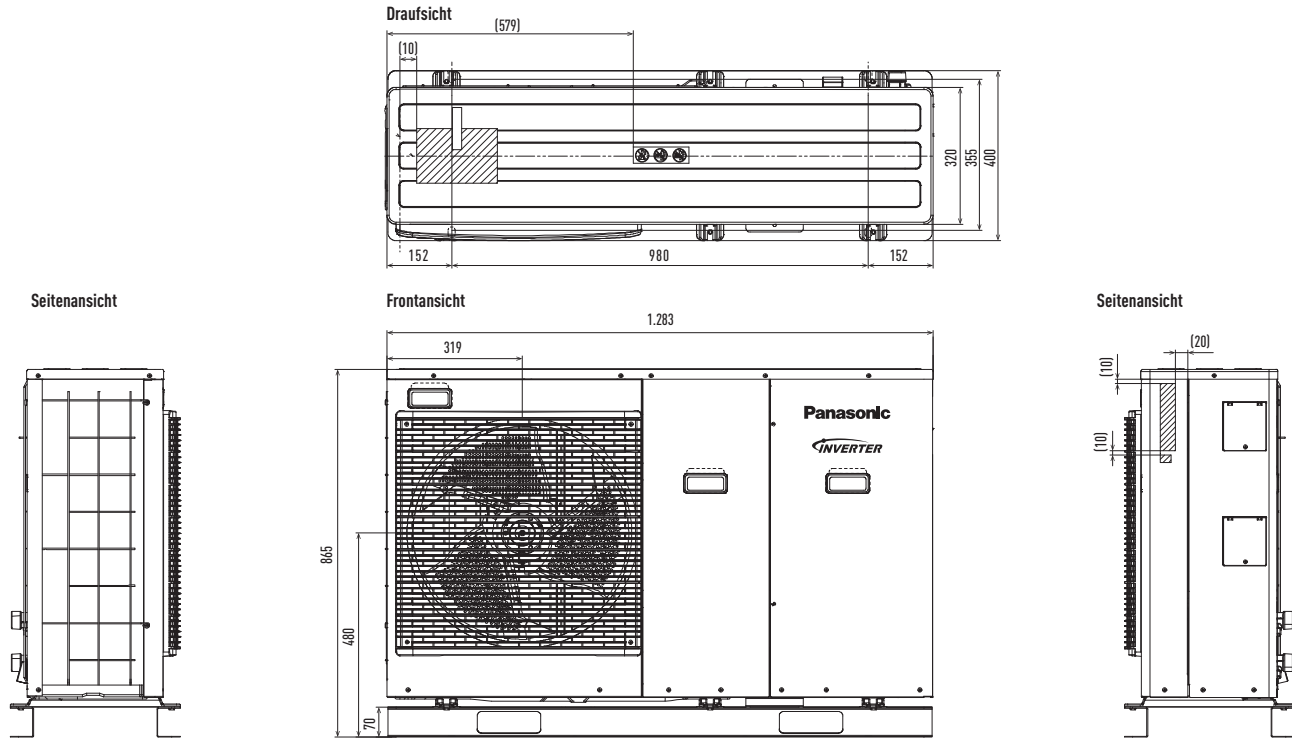 Draufsicht
(579)
(10)
320
355
400
152
980
152
Seitenansicht
Frontansicht
Seitenansicht
1.283
319
(20)
(10)
(10)
Panasonic
INVERTER
865
480
70